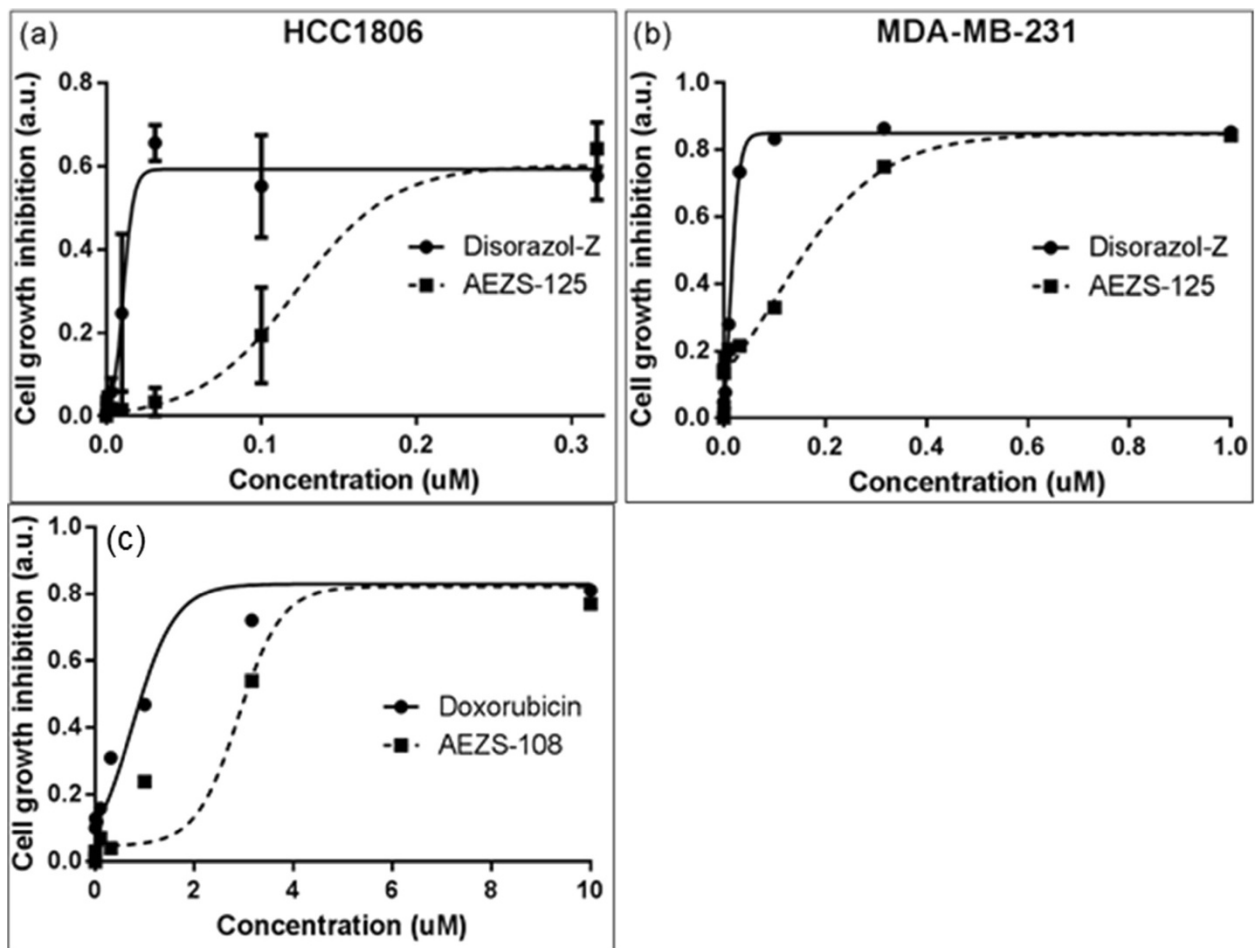 (a) HCC1806
Cell growth inhibition (a.u.)
0.8
0.6
0.4
0.2
0.0
Disorazol-Z
AEZS-125
0.0 0.1 0.2 0.3
Concentration (uM)
(b) MDA-MB-231
Cell growth inhibition (a.u.)
1.0
0.8
0.6
0.4
0.2
0.0
Disorazol-Z
AEZS-125
0.0 0.2 0.4 0.6 0.8 1.0
Concentration (uM)
(c)
Cell growth inhibition (a.u.)
1.0
0.8
0.6
0.4
0.2
0.0
Doxorubicin
AEZS-108
0 2 4 6 8 10
Concentration (uM)